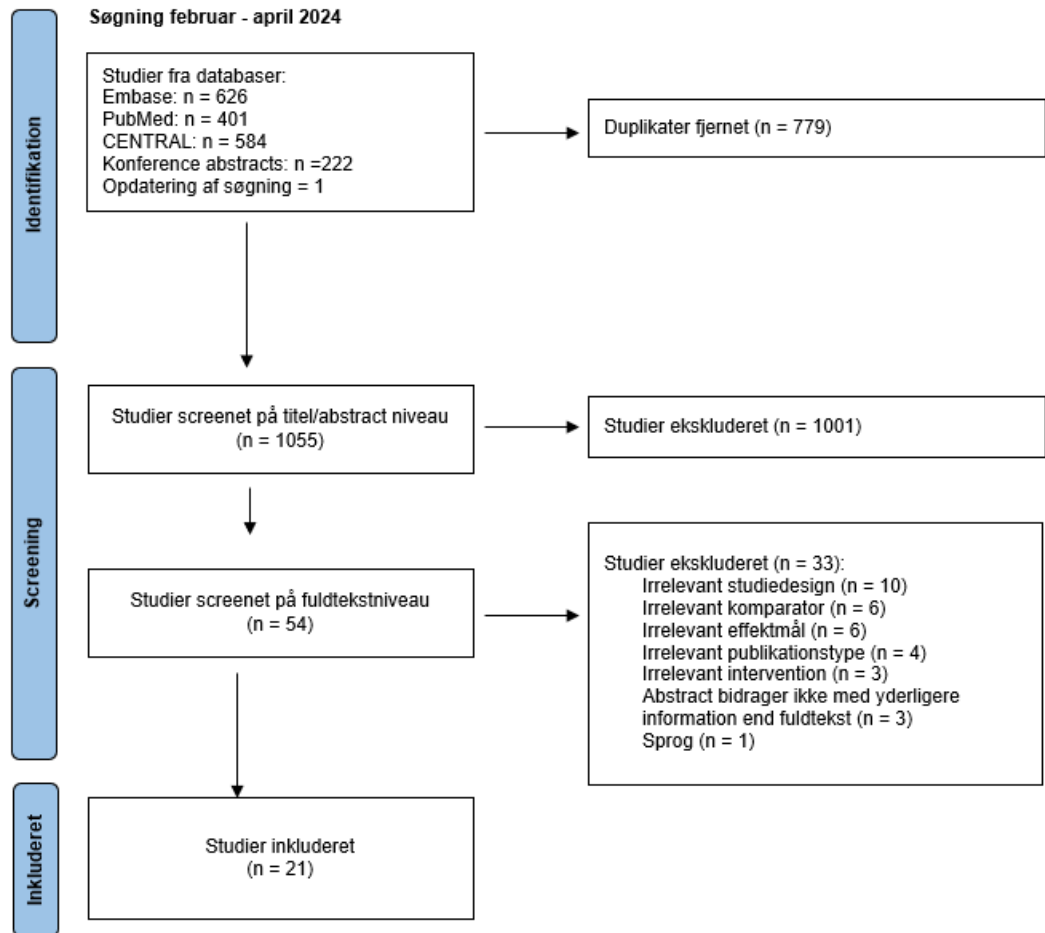 Søgning februar - april 2024
Identifikation
Studier fra databaser:
Embase: n = 626
PubMed: n = 401
CENTRAL: n = 584
Konference abstracts: n =222
Opdatering af søgning = 1
Duplikater fjernet (n = 779)
Screening
Studier screenet på titel/abstract niveau
(n = 1055)
Studier ekskluderet (n = 1001)
Studier screenet på fuldtekstniveau
(n = 54)
Studier ekskluderet (n = 33):
Irrelevant studiedesign (n = 10)
Irrelevant komparator (n = 6)
Irrelevant effektmål (n = 6)
Irrelevant publikationstype (n = 4)
Irrelevant intervention (n = 3)
Abstract bidrager ikke med yderligere
information end fuldtekst (n = 3)
Sprog (n = 1)
Inkluderet
Studier inkluderet
(n = 21)